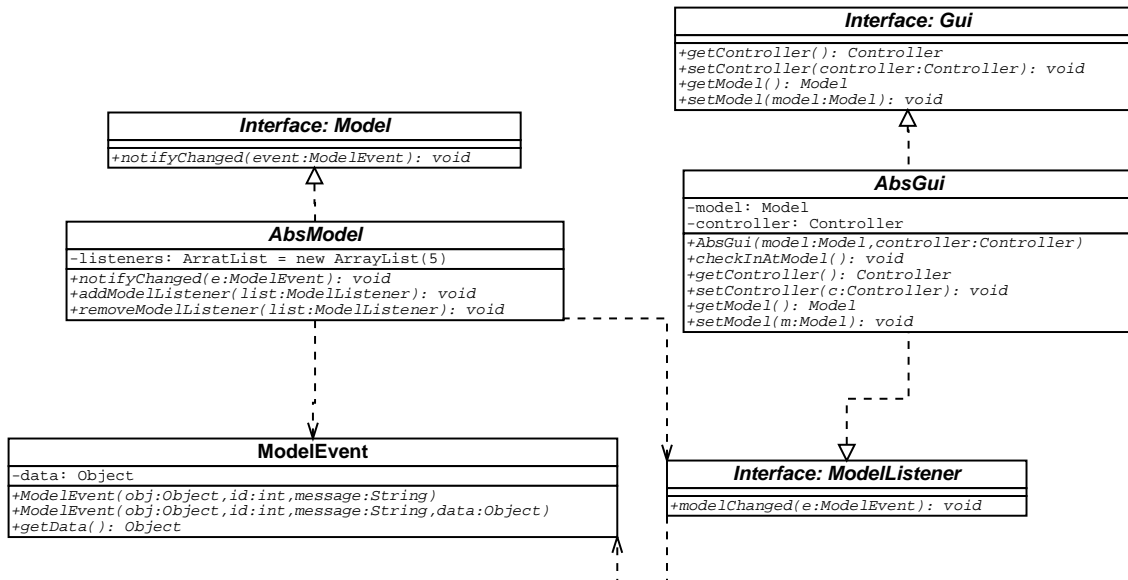 Interface: Gui
+getController(): Controller
+setController(controller:Controller): void
+getModel(): Model
+setModel(model:Model): void
Interface: Model
+notifyChanged(event:ModelEvent): void
AbsGui
-model: Model
-controller: Controller
+AbsGui(model:Model,controller:Controller)
+checkInAtModel(): void
+getController(): Controller
+setController(c:Controller): void
+getModel(): Model
+setModel(m:Model): void
AbsModel
-listeners: ArratList = new ArrayList(5)
+notifyChanged(e:ModelEvent): void
+addModelListener(list:ModelListener): void
+removeModelListener(list:ModelListener): void
ModelEvent
-data: Object
+ModelEvent(obj:Object,id:int,message:String)
+ModelEvent(obj:Object,id:int,message:String,data:Object)
+getData(): Object
Interface: ModelListener
+modelChanged(e:ModelEvent): void